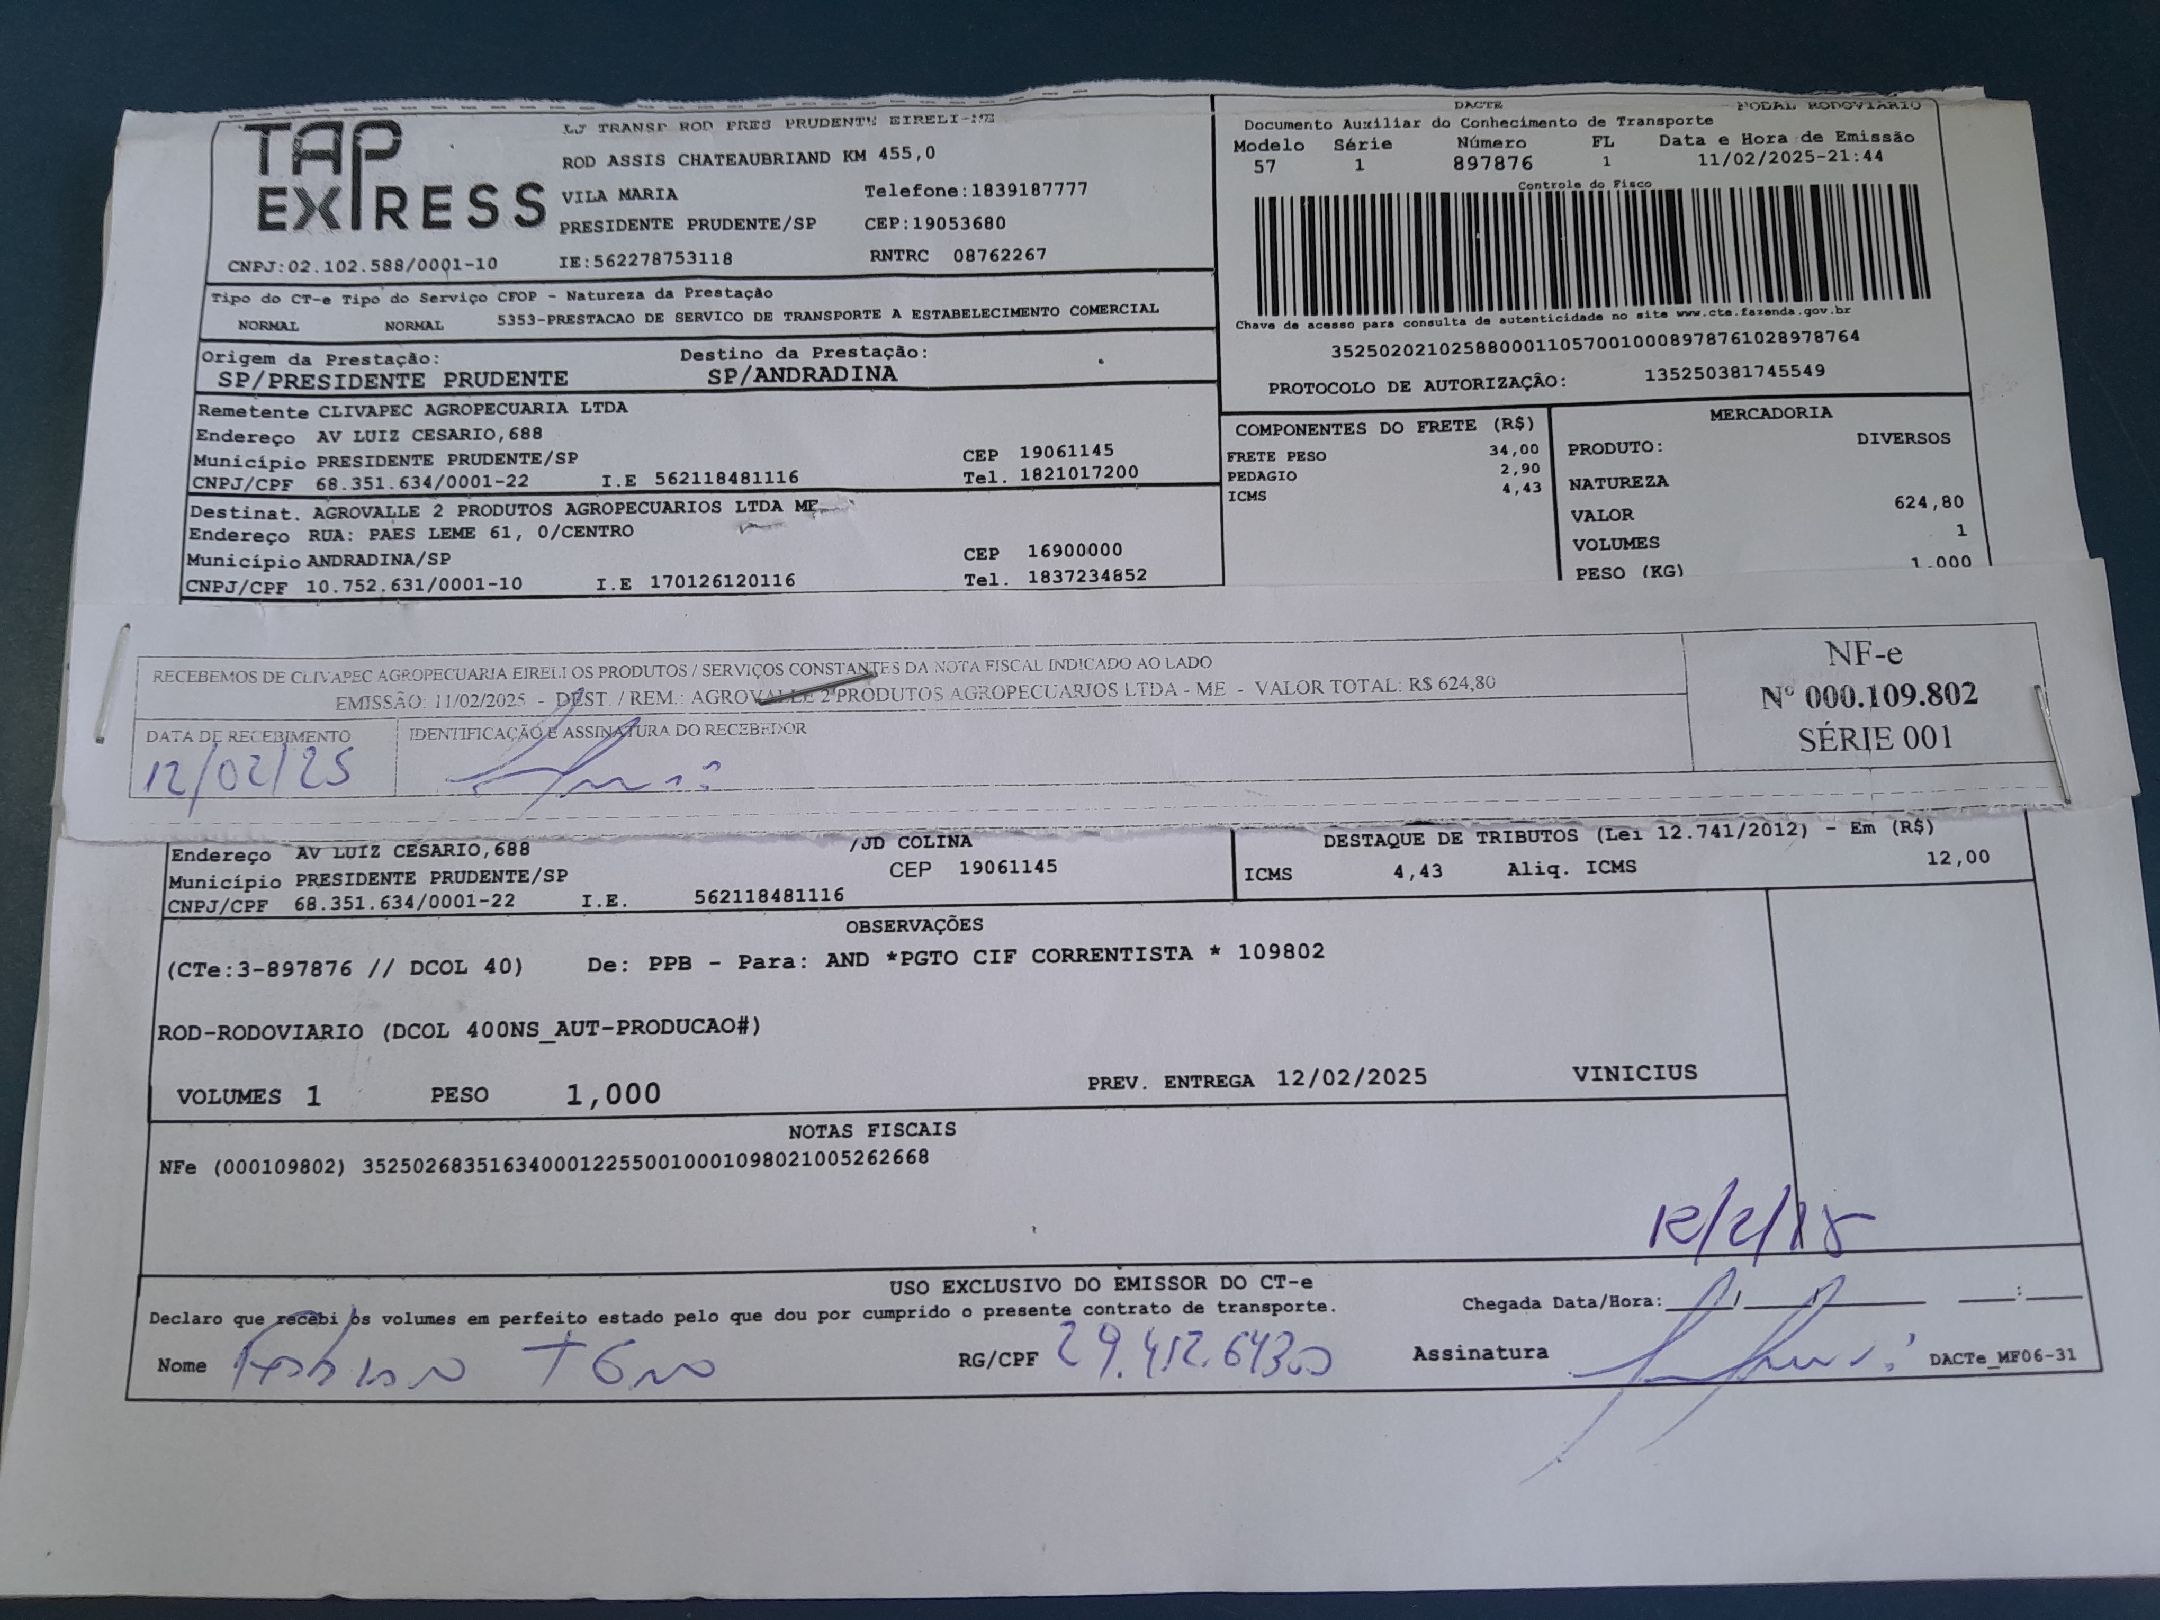 TAP EXPRESS
LJ TRANSP ROD PRES PRUDENTE EIRELI-ME
ROD ASSIS CHATEAUBRIAND KM 455,0
VILA MARIA Telefone:1839187777
PRESIDENTE PRUDENTE/SP CEP:19053680
CNPJ:02.102.588/0001-10 IE:562278753118 RNTRC 08762267
Tipo do CT-e Tipo do Serviço CFOP - Natureza da Prestação
NORMAL NORMAL 5353-PRESTACAO DE SERVICO DE TRANSPORTE A ESTABELECIMENTO COMERCIAL
Origem da Prestação: Destino da Prestação:
SP/PRESIDENTE PRUDENTE SP/ANDRADINA
Remetente CLIVAPEC AGROPECUARIA LTDA
Endereço AV LUIZ CESARIO,688
Município PRESIDENTE PRUDENTE/SP CEP 19061145
CNPJ/CPF 68.351.634/0001-22 I.E 562118481116 Tel. 1821017200
Destinat. AGROVALLE 2 PRODUTOS AGROPECUARIOS LTDA ME
Endereço RUA: PAES LEME 61, 0/CENTRO
Município ANDRADINA/SP CEP 16900000
CNPJ/CPF 10.752.631/0001-10 I.E 170126120116 Tel. 1837234852
DACTE MODAL RODOVIARIO
Documento Auxiliar do Conhecimento de Transporte
Modelo Série Número FL Data e Hora de Emissão
57 1 897876 1 11/02/2025-21:44
Controle do Fisco
Chave de acesso para consulta de autenticidade no site www.cte.fazenda.gov.br
35250202102588000110570010008978761028978764
PROTOCOLO DE AUTORIZAÇÃO: 135250381745549
COMPONENTES DO FRETE (R$)
FRETE PESO 34,00
PEDAGIO 2,90
ICMS 4,43
MERCADORIA
PRODUTO: DIVERSOS
NATUREZA
VALOR 624,80
VOLUMES 1
PESO (KG) 1.000
RECEBEMOS DE CLIVAPEC AGROPECUARIA EIRELI OS PRODUTOS / SERVIÇOS CONSTANTES DA NOTA FISCAL INDICADO AO LADO
EMISSÃO: 11/02/2025 - DEST. / REM.: AGROVALLE 2 PRODUTOS AGROPECUARIOS LTDA - ME - VALOR TOTAL: R$ 624,80
DATA DE RECEBIMENTO IDENTIFICAÇÃO E ASSINATURA DO RECEBEDOR
12/02/25
NF-e
Nº 000.109.802
SÉRIE 001
Endereço AV LUIZ CESARIO,688 /JD COLINA
Município PRESIDENTE PRUDENTE/SP CEP 19061145
CNPJ/CPF 68.351.634/0001-22 I.E. 562118481116
DESTAQUE DE TRIBUTOS (Lei 12.741/2012) - Em (R$)
ICMS 4,43 Aliq. ICMS 12,00
OBSERVAÇÕES
(CTe:3-897876 // DCOL 40) De: PPB - Para: AND *PGTO CIF CORRENTISTA * 109802
ROD-RODOVIARIO (DCOL 400NS_AUT-PRODUCAO#)
VOLUMES 1 PESO 1,000 PREV. ENTREGA 12/02/2025 VINICIUS
NOTAS FISCAIS
NFe (000109802) 35250268351634000122550010001098021005262668
USO EXCLUSIVO DO EMISSOR DO CT-e
Declaro que recebi os volumes em perfeito estado pelo que dou por cumprido o presente contrato de transporte.
Chegada Data/Hora:
Nome RG/CPF Assinatura DACTe_MF06-31